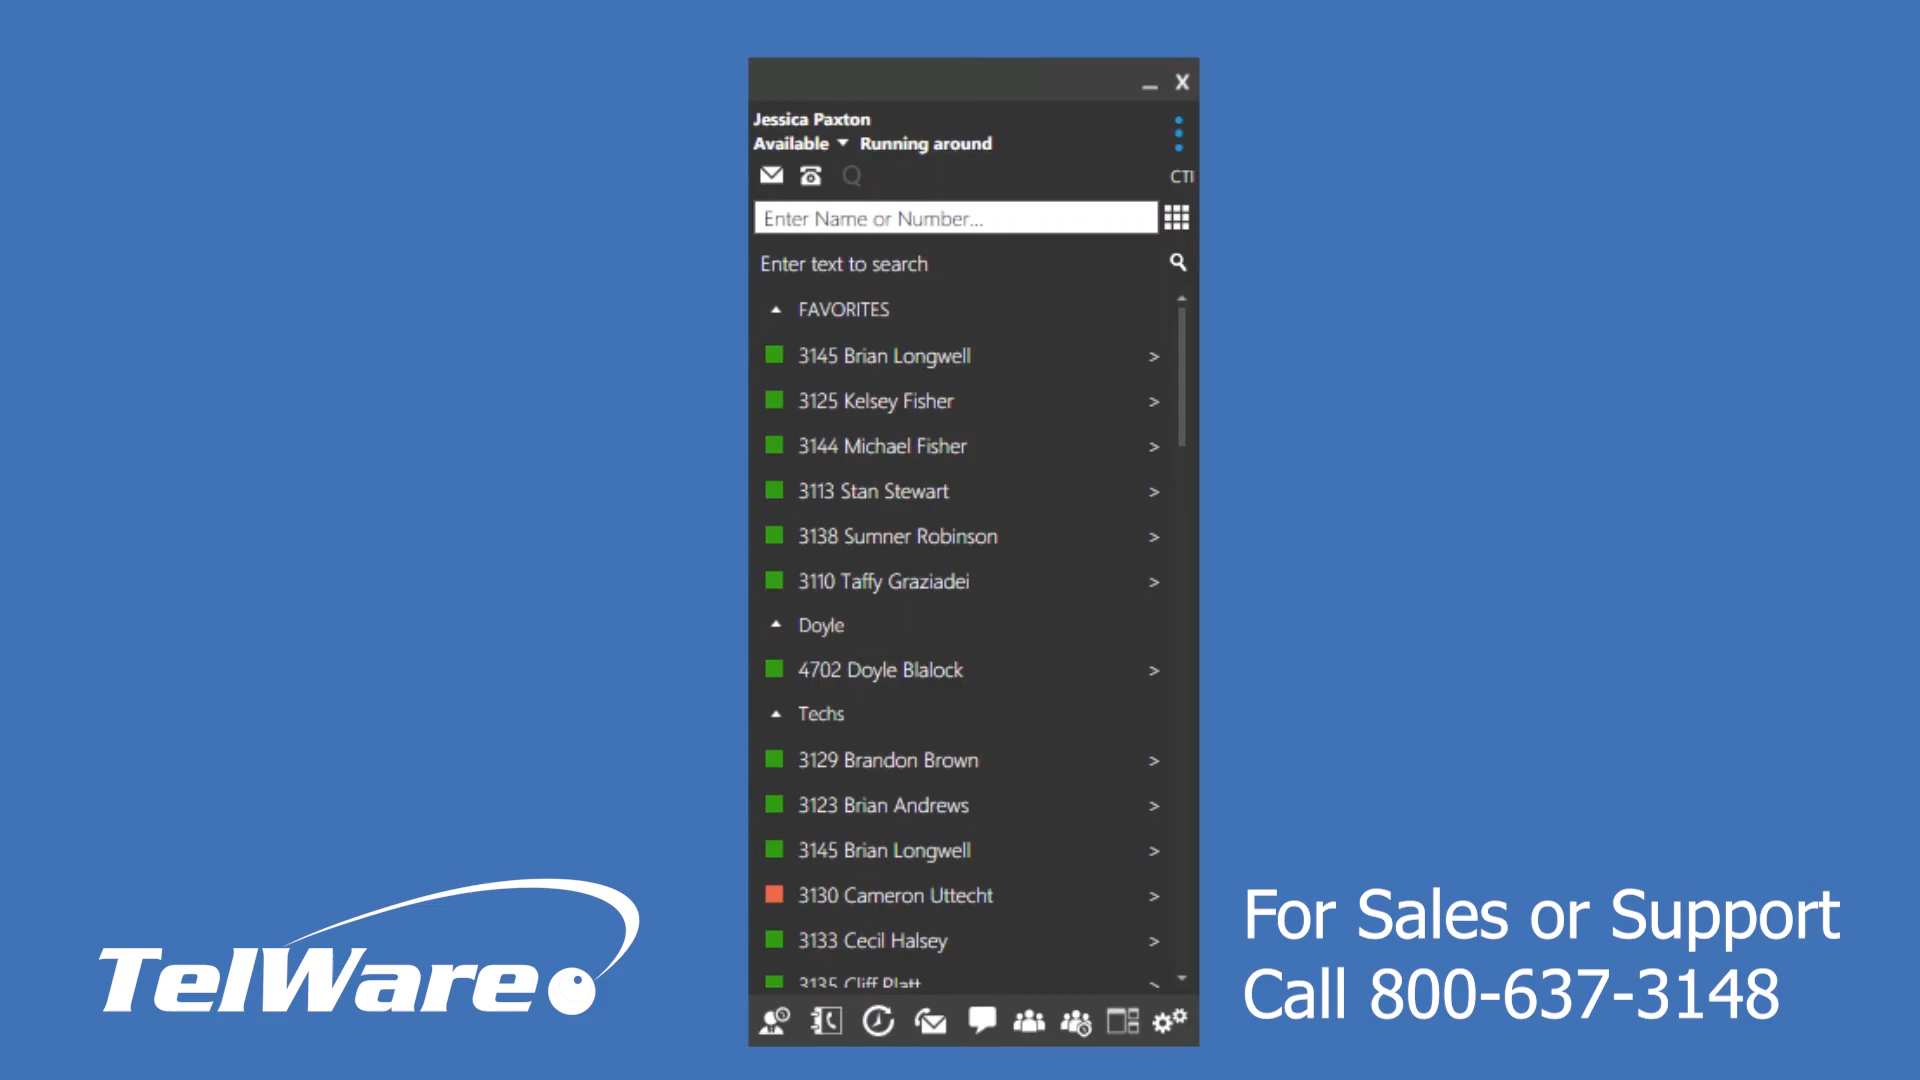 X
Jessica Paxton
Available Running around
CTI
Enter Name or Number...
Enter text to search
FAVORITES
3145 Brian Longwell >
3125 Kelsey Fisher >
3144 Michael Fisher >
3113 Stan Stewart >
3138 Sumner Robinson >
3110 Taffy Graziadei >
Doyle
4702 Doyle Blalock >
Techs
3129 Brandon Brown >
3123 Brian Andrews >
3145 Brian Longwell >
3130 Cameron Uttecht >
3133 Cecil Halsey >
3135 Cliff Platt
TelWare
For Sales or Support
Call 800-637-3148